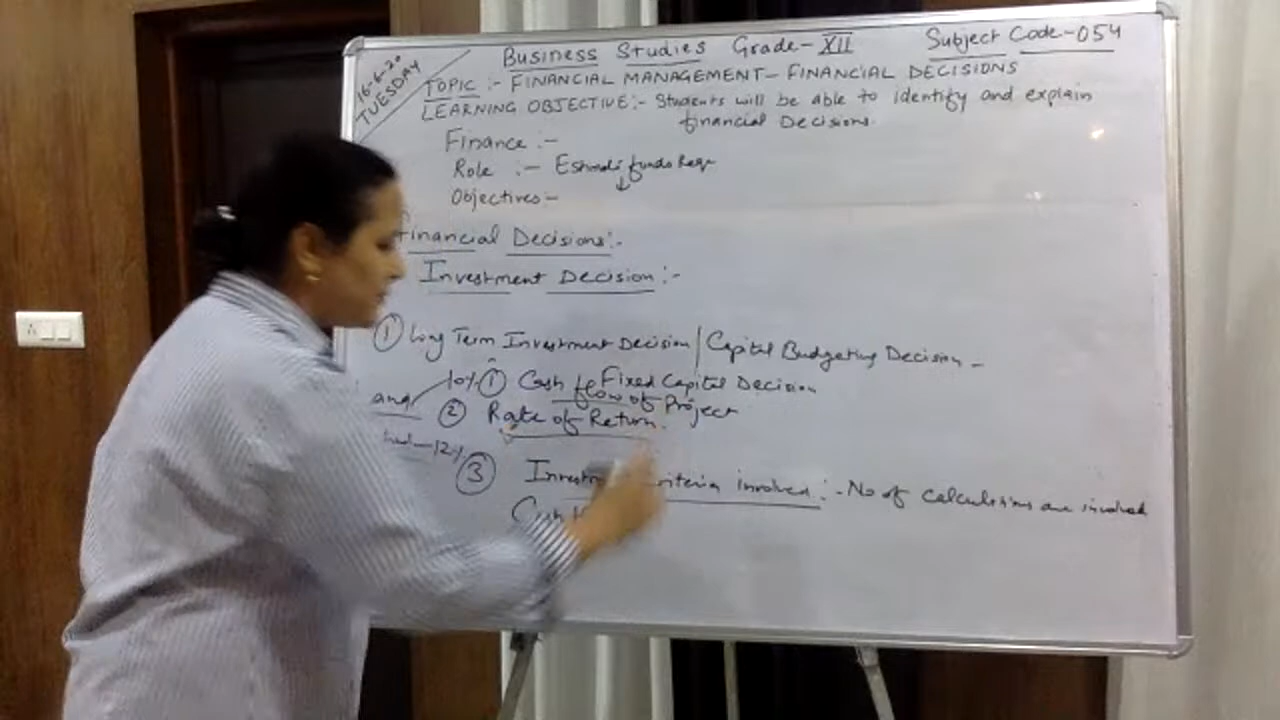 16-6-20
TUESDAY
Business Studies Grade-XII Subject Code-054
TOPIC :- FINANCIAL MANAGEMENT- FINANCIAL DECISIONS
LEARNING OBJECTIVE:- Students will be able to identify and explain
financial Decisions.
Finance :-
Role :- funds
Objectives:-
Financial Decisions:-
Investment Decision:-
① Long Term Investment Decision/Capital Budgeting Decision -
Fixed Capital Decision
10% ① Cash flow of Project
and
② Rate of Return.
12%
③ criteria involved:- No of calculations are involved
Cash